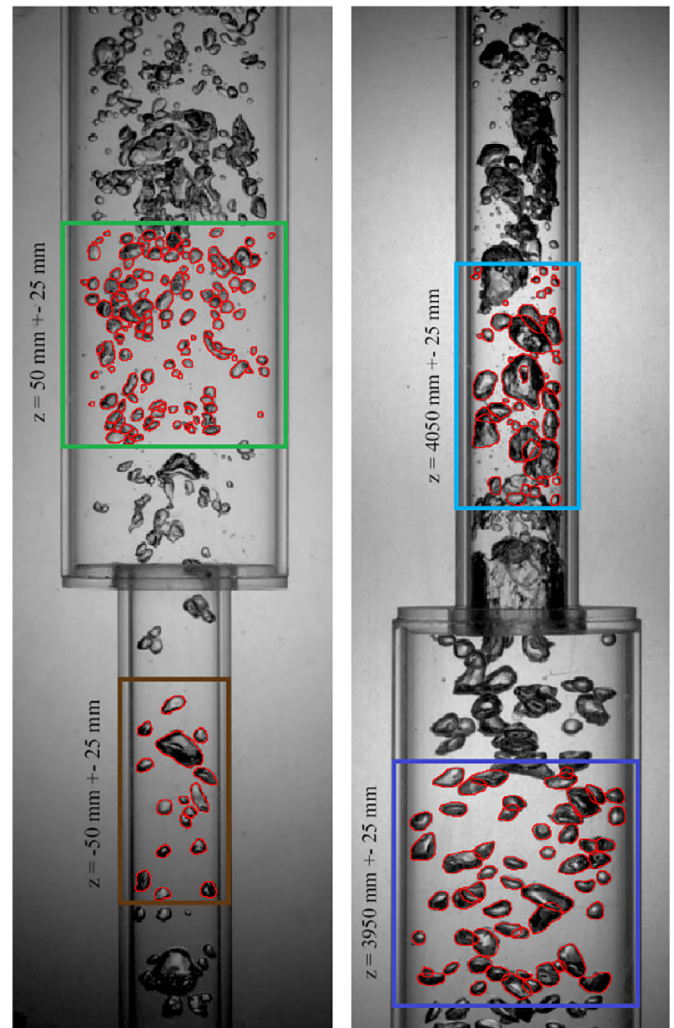 z = 50 mm +- 25 mm
z = -50 mm +- 25 mm
z = 4050 mm +- 25 mm
z = 3950 mm +- 25 mm